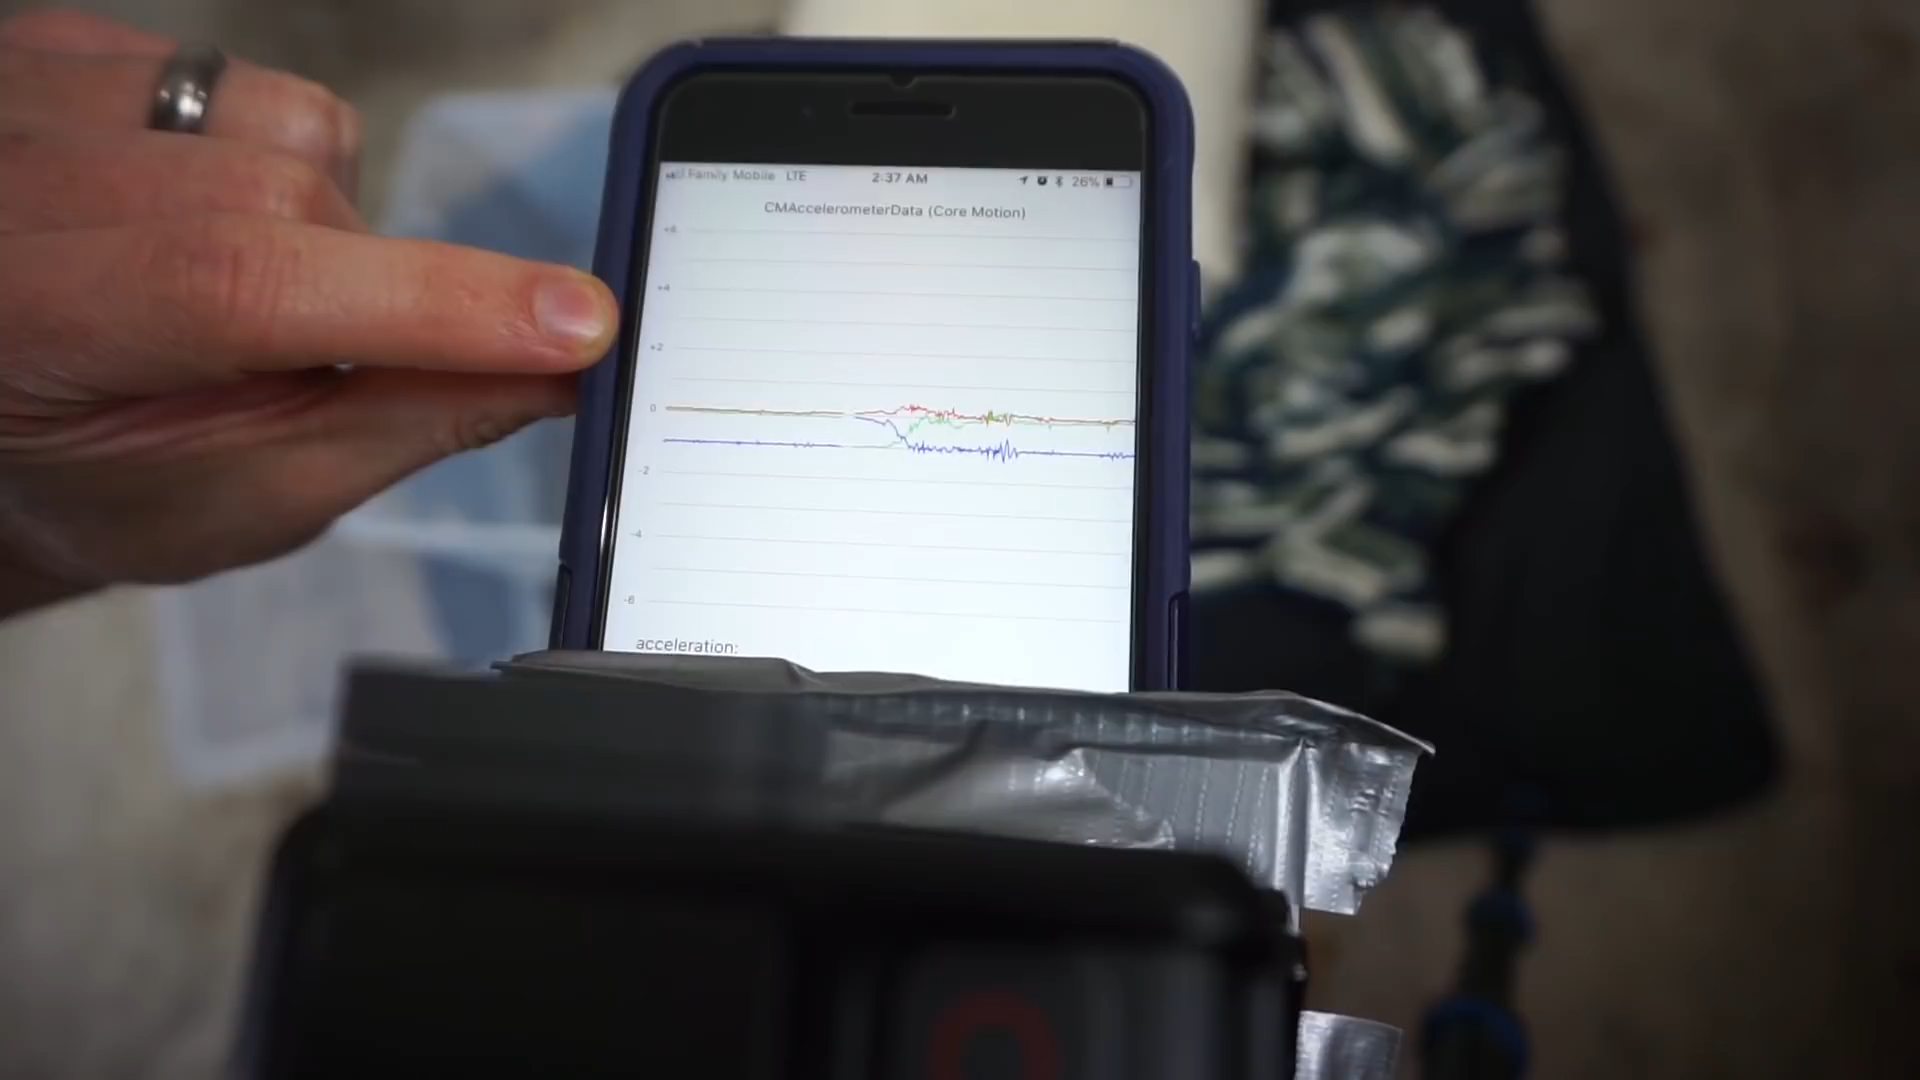 Family Mobile LTE 2:37 AM 26%
CMAccelerometerData (Core Motion)
+6
+4
+2
0
-2
-4
-6
acceleration: